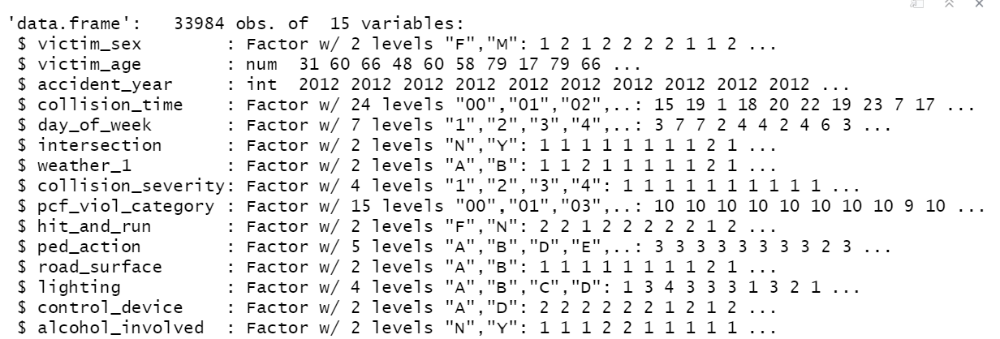 'data.frame':   33984 obs. of  15 variables:
 $ victim_sex        : Factor w/ 2 levels "F","M": 1 2 1 2 2 2 2 1 1 2 ...
 $ victim_age        : num  31 60 66 48 60 58 79 17 79 66 ...
 $ accident_year     : int  2012 2012 2012 2012 2012 2012 2012 2012 2012 2012 ...
 $ collision_time    : Factor w/ 24 levels "00","01","02",..: 15 19 1 18 20 22 19 23 7 17 ...
 $ day_of_week       : Factor w/ 7 levels "1","2","3","4",..: 3 7 7 2 4 4 2 4 6 3 ...
 $ intersection      : Factor w/ 2 levels "N","Y": 1 1 1 1 1 1 1 1 2 1 ...
 $ weather_1         : Factor w/ 2 levels "A","B": 1 1 2 1 1 1 1 1 2 1 ...
 $ collision_severity: Factor w/ 4 levels "1","2","3","4": 1 1 1 1 1 1 1 1 1 1 ...
 $ pcf_viol_category : Factor w/ 15 levels "00","01","03",..: 10 10 10 10 10 10 10 10 9 10 ...
 $ hit_and_run       : Factor w/ 2 levels "F","N": 2 2 1 2 2 2 2 2 1 2 ...
 $ ped_action        : Factor w/ 5 levels "A","B","D","E",..: 3 3 3 3 3 3 3 3 2 3 ...
 $ road_surface      : Factor w/ 2 levels "A","B": 1 1 1 1 1 1 1 1 2 1 ...
 $ lighting          : Factor w/ 4 levels "A","B","C","D": 1 3 4 3 3 3 1 3 2 1 ...
 $ control_device    : Factor w/ 2 levels "A","D": 2 2 2 2 2 2 1 2 1 2 ...
 $ alcohol_involved  : Factor w/ 2 levels "N","Y": 1 1 1 2 2 1 1 1 1 1 ...